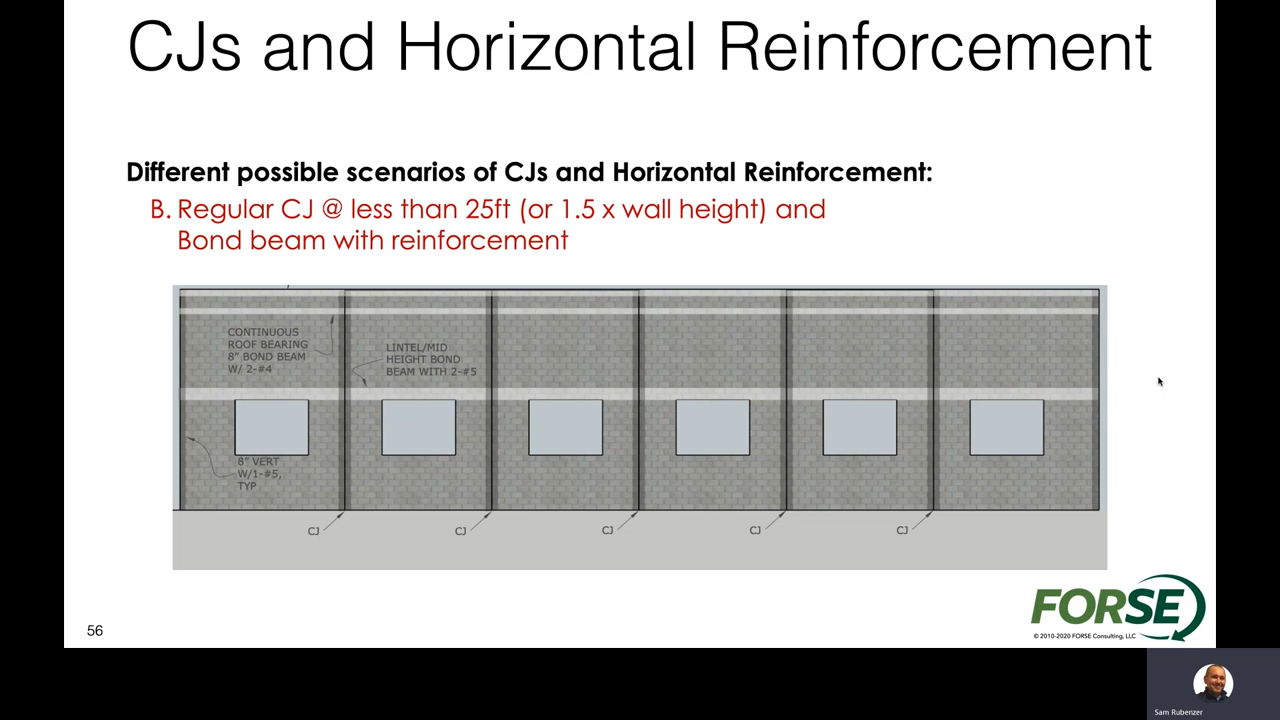 CJs and Horizontal Reinforcement
Different possible scenarios of CJs and Horizontal Reinforcement:
B. Regular CJ @ less than 25ft (or 1.5 x wall height) and
Bond beam with reinforcement
CONTINUOUS
ROOF BEARING
8" BOND BEAM
W/ 2-#4
LINTEL/MID
HEIGHT BOND
BEAM WITH 2-#5
8" VERT
W/1-#5,
TYP
CJ
CJ
CJ
CJ
CJ
FORSE
© 2010-2020 FORSE Consulting, LLC
56
Sam Rubenzer